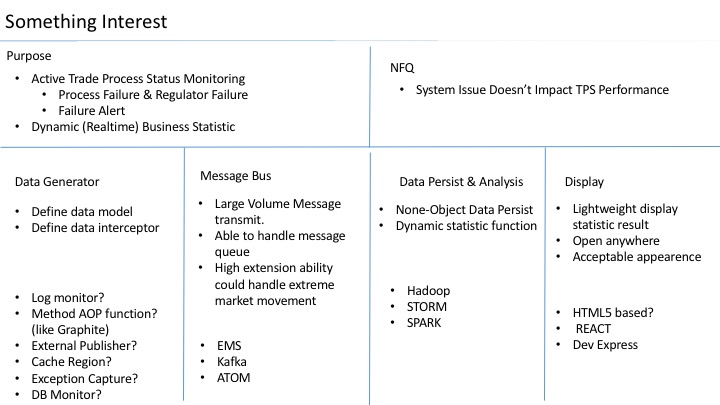 Something Interest
Purpose
• Active Trade Process Status Monitoring
• Process Failure & Regulator Failure
• Failure Alert
• Dynamic (Realtime) Business Statistic
NFQ
• System Issue Doesn’t Impact TPS Performance
Data Generator
• Define data model
• Define data interceptor
• Log monitor?
• Method AOP function?
(like Graphite)
• External Publisher?
• Cache Region?
• Exception Capture?
• DB Monitor?
Message Bus
• Large Volume Message
transmit.
• Able to handle message
queue
• High extension ability
could handle extreme
market movement
• EMS
• Kafka
• ATOM
Data Persist & Analysis
• None-Object Data Persist
• Dynamic statistic function
• Hadoop
• STORM
• SPARK
Display
• Lightweight display
statistic result
• Open anywhere
• Acceptable appearence
• HTML5 based?
• REACT
• Dev Express